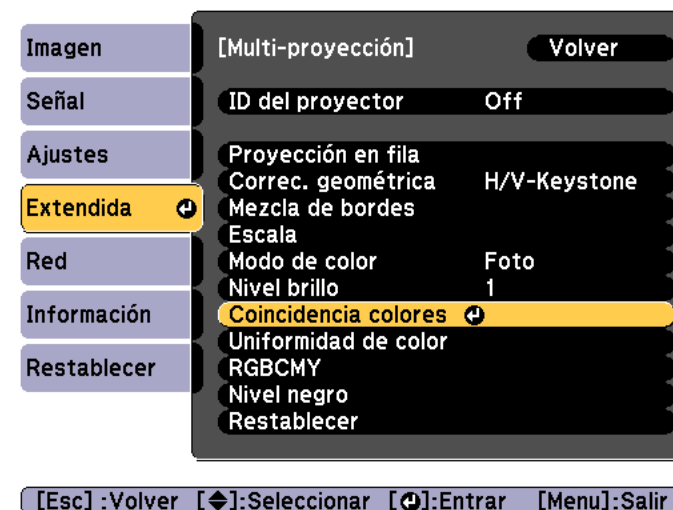 Imagen
Señal
Ajustes
Extendida
Red
Información
Restablecer
[Multi-proyección] Volver
ID del proyector Off
Proyección en fila
Correc. geométrica H/V-Keystone
Mezcla de bordes
Escala
Modo de color Foto
Nivel brillo 1
Coincidencia colores
Uniformidad de color
RGBCMY
Nivel negro
Restablecer
[Esc] :Volver [◆]:Seleccionar [⏎]:Entrar [Menu]:Salir